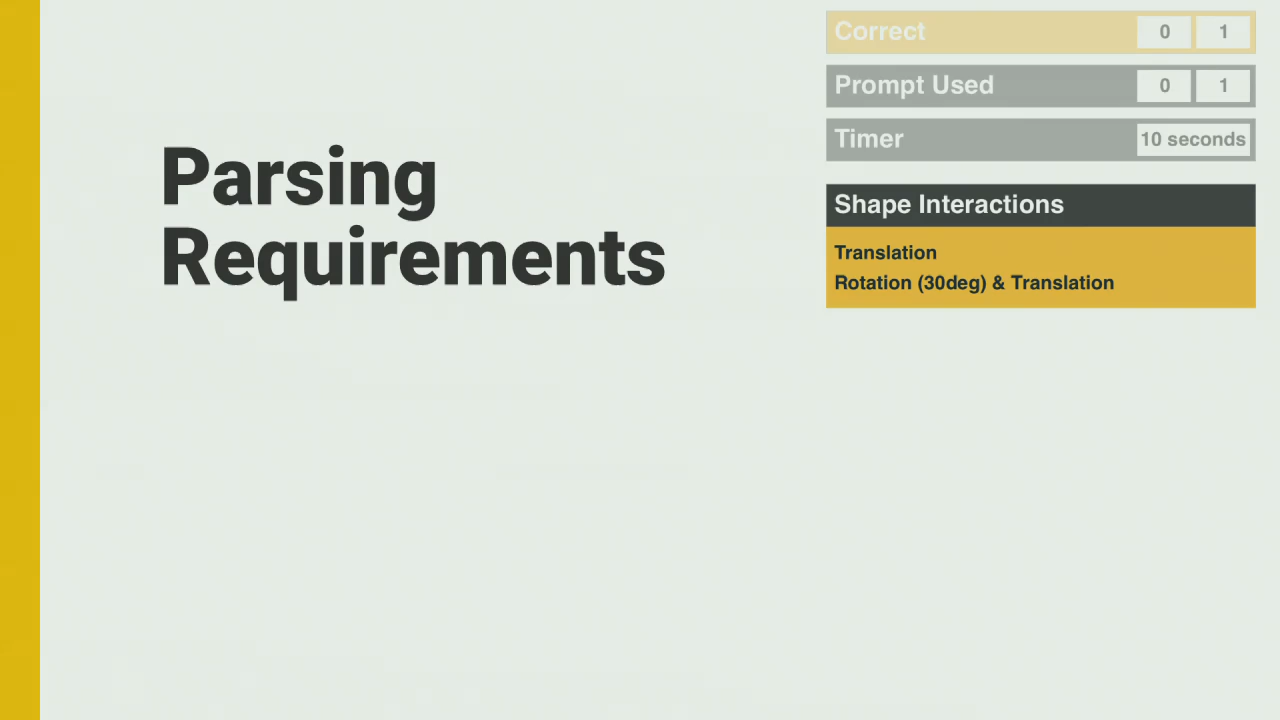 Parsing
Requirements
Correct 0 1
Prompt Used 0 1
Timer 10 seconds
Shape Interactions
Translation
Rotation (30deg) & Translation